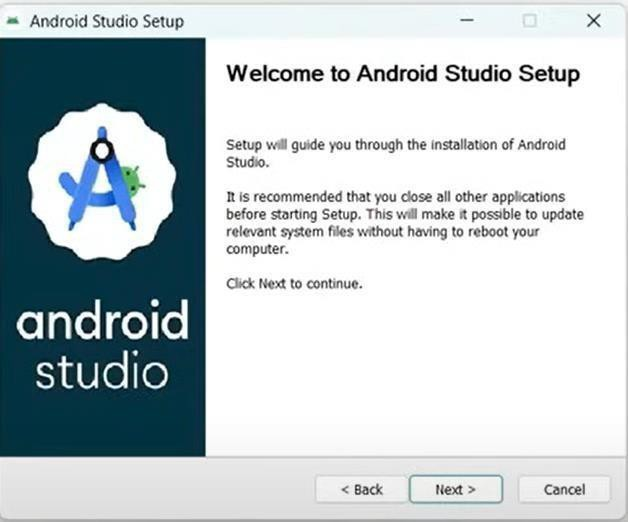 Android Studio Setup
Welcome to Android Studio Setup
Setup will guide you through the installation of Android
Studio.
It is recommended that you close all other applications
before starting Setup. This will make it possible to update
relevant system files without having to reboot your
computer.
Click Next to continue.
android
studio
< Back
Next >
Cancel